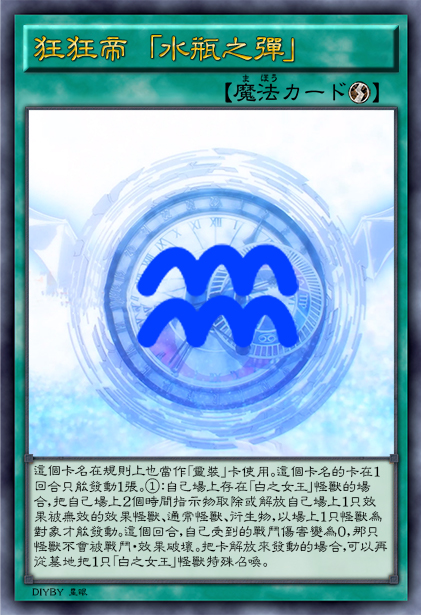 狂狂帝「水瓶之彈」
【魔法カード】
まほう
這個卡名在規則上也當作「靈裝」卡使用。這個卡名的卡在1
回合只能發動1張。①:自己場上存在「白之女王」怪獸的場
合,把自己場上2個時間指示物取除或解放自己場上1只效
果被無效的效果怪獸、通常怪獸、衍生物,以場上1只怪獸為
對象才能發動。這個回合,自己受到的戰鬥傷害變為0,那只
怪獸不會被戰鬥・效果破壞。把卡解放來發動的場合,可以再
從墓地把1只「白之女王」怪獸特殊召喚。
DIYBY 星眼